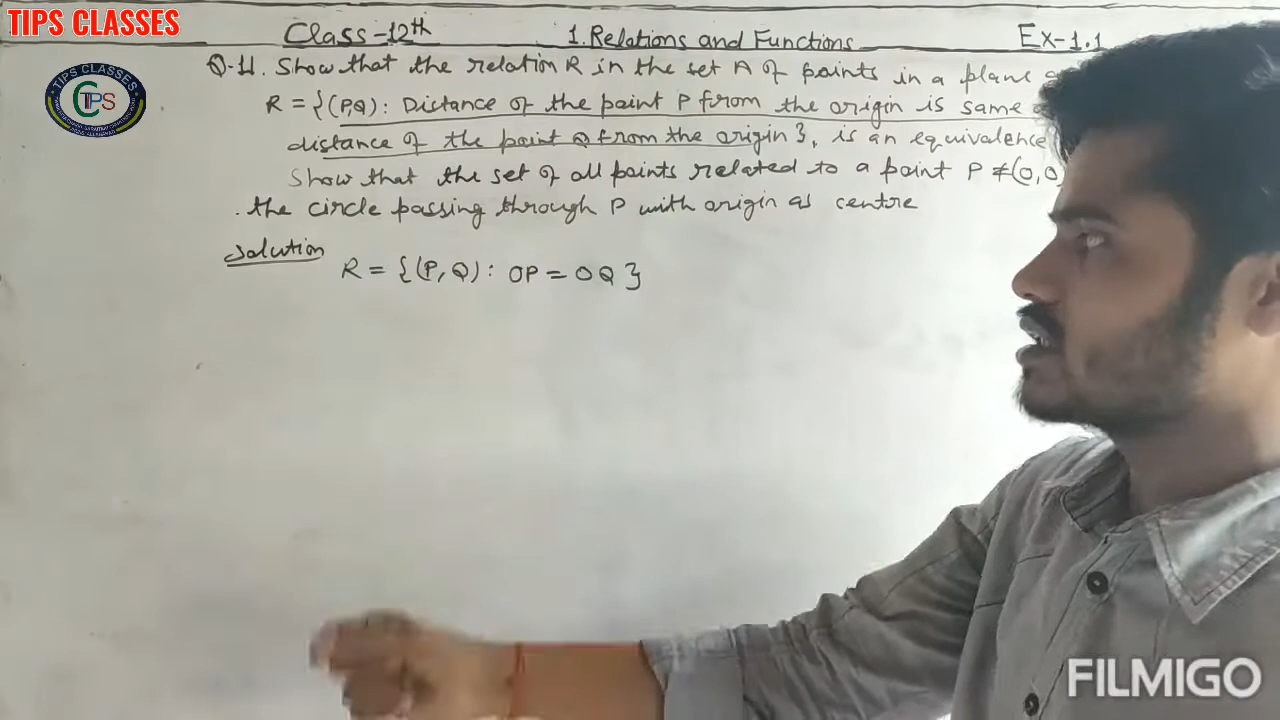 TIPS CLASSES
Class-12th 1. Relations and Functions Ex-1.1
TIPS CLASSES
TIPS
Q-11. Show that the relation R in the set A of points in a plane
R = {(P,Q): Distance of the point P from the origin is same
distance of the point Q from the origin}, is an equivalence
Show that the set of all points related to a point P ≠ (0,0
the circle passing through P with origin as centre
Solution
R = {(P,Q): OP = OQ}
FILMIGO